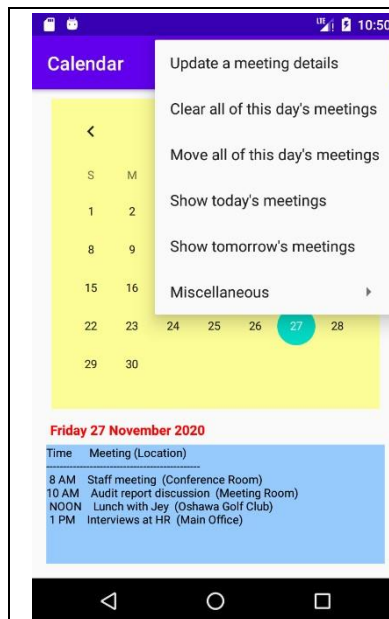 LTE 10:50
Calendar
Update a meeting details
Clear all of this day's meetings
Move all of this day's meetings
Show today's meetings
Show tomorrow's meetings
Miscellaneous
S M
1 2
8 9
15 16
22 23 24 25 26 27 28
29 30
Friday 27 November 2020
Time Meeting (Location)
--------------------------------------------
8 AM Staff meeting (Conference Room)
10 AM Audit report discussion (Meeting Room)
NOON Lunch with Jey (Oshawa Golf Club)
1 PM Interviews at HR (Main Office)